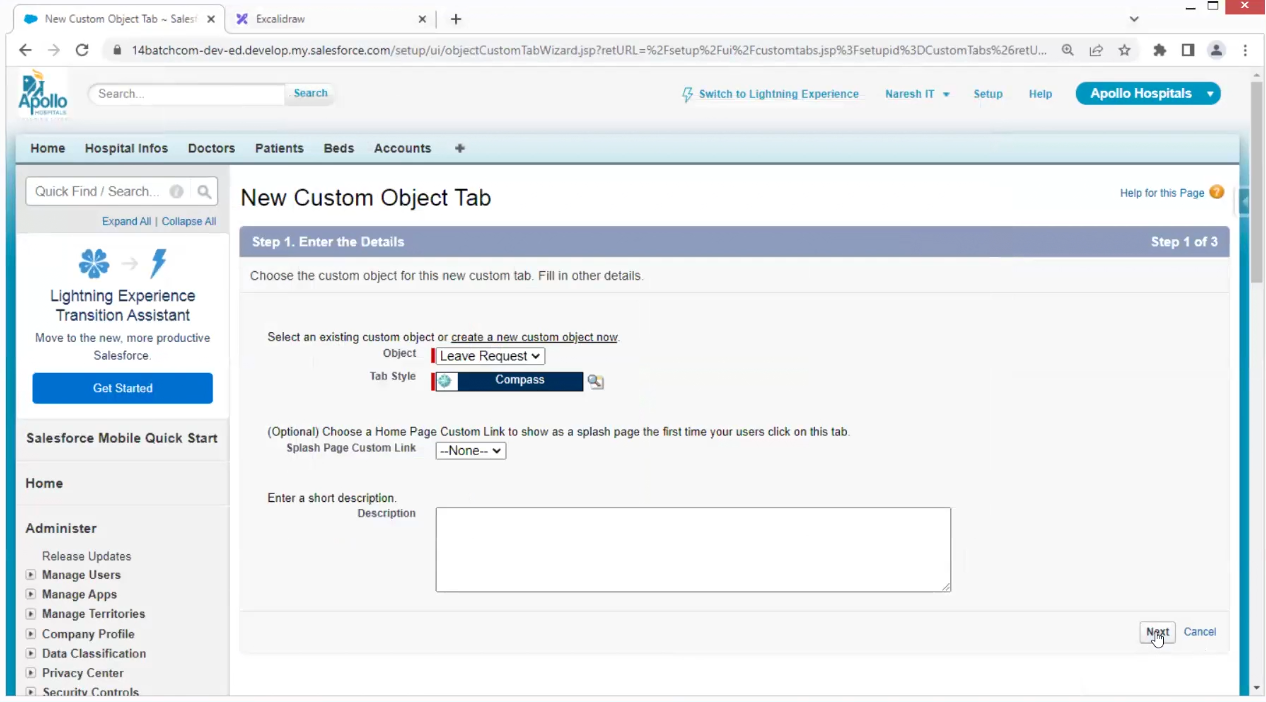 New Custom Object Tab ~ Salesf
Excalidraw
14batchcom-dev-ed.develop.my.salesforce.com/setup/ui/objectCustomTabWizard.jsp?retURL=%2Fsetup%2Fui%2Fcustomtabs.jsp%3Fsetupid%3DCustomTabs%26retU...
Apollo
HOSPITALS
Search...
Search
Switch to Lightning Experience
Naresh IT
Setup
Help
Apollo Hospitals
Home
Hospital Infos
Doctors
Patients
Beds
Accounts
Quick Find / Search...
Expand All | Collapse All
Lightning Experience
Transition Assistant
Move to the new, more productive
Salesforce.
Get Started
Salesforce Mobile Quick Start
Home
Administer
Release Updates
Manage Users
Manage Apps
Manage Territories
Company Profile
Data Classification
Privacy Center
Security Controls
New Custom Object Tab
Help for this Page
Step 1. Enter the Details
Step 1 of 3
Choose the custom object for this new custom tab. Fill in other details.
Select an existing custom object or create a new custom object now.
Object
Leave Request
Tab Style
Compass
(Optional) Choose a Home Page Custom Link to show as a splash page the first time your users click on this tab.
Splash Page Custom Link
--None--
Enter a short description.
Description
Next
Cancel